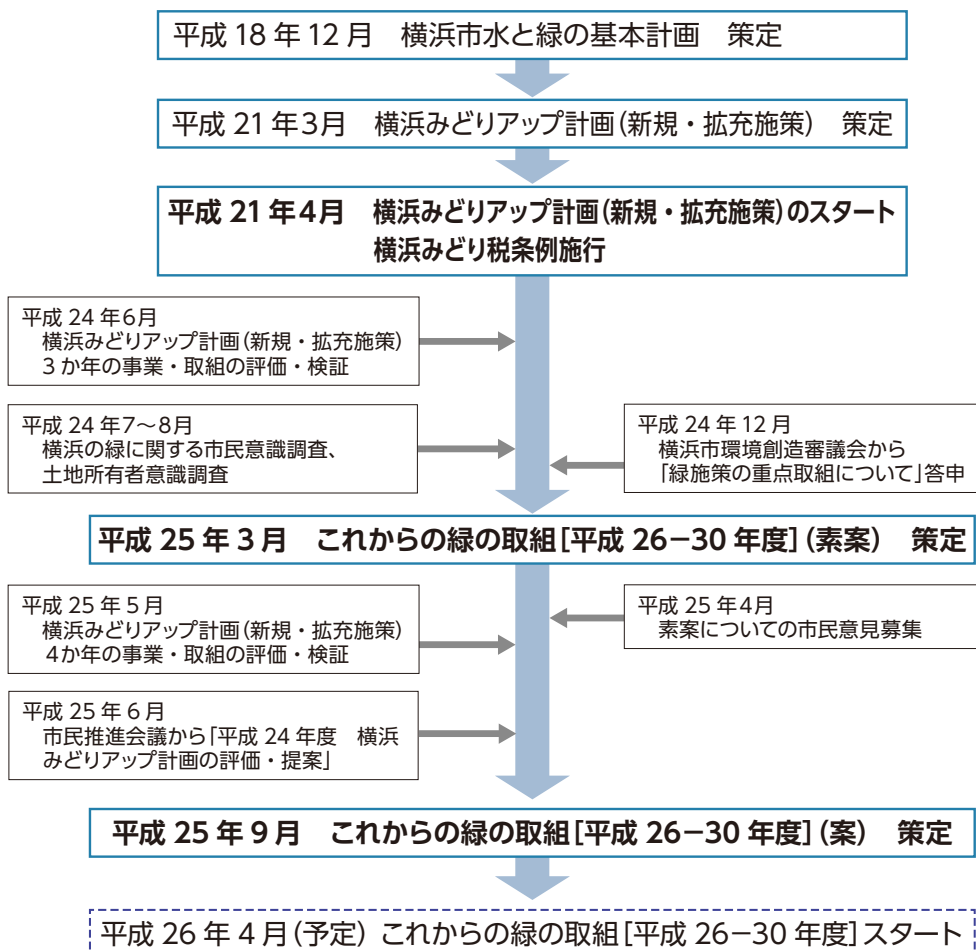 平成 18 年 12 月　横浜市水と緑の基本計画　策定
平成 21 年3月　横浜みどりアップ計画(新規・拡充施策)　策定
平成 21 年4月　横浜みどりアップ計画(新規・拡充施策)のスタート
横浜みどり税条例施行
平成 24 年6月
横浜みどりアップ計画(新規・拡充施策)
3 か年の事業・取組の評価・検証
平成 24 年7～8月
横浜の緑に関する市民意識調査、
土地所有者意識調査
平成 24 年 12 月
横浜市環境創造審議会から
「緑施策の重点取組について」答申
平成 25 年 3 月　これからの緑の取組[平成 26−30 年度](素案)　策定
平成 25 年 5 月
横浜みどりアップ計画(新規・拡充施策)
4か年の事業・取組の評価・検証
平成 25 年4月
素案についての市民意見募集
平成 25 年 6 月
市民推進会議から「平成 24 年度　横浜
みどりアップ計画の評価・提案」
平成 25 年 9 月　これからの緑の取組[平成 26−30 年度](案)　策定
平成 26 年 4 月(予定) これからの緑の取組[平成 26−30 年度]スタート